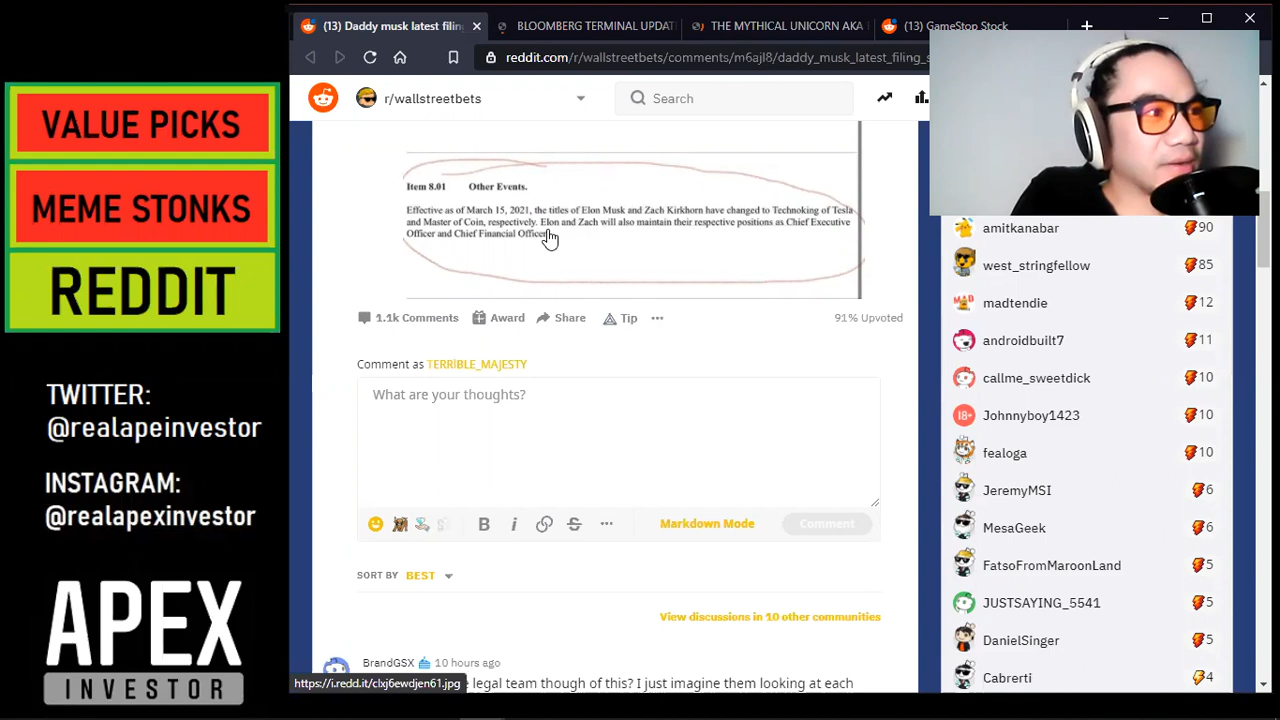 (13) Daddy musk latest filin
BLOOMBERG TERMINAL UPDAT
THE MYTHICAL UNICORN AKA
(13) GameStop Stock
reddit.com/r/wallstreetbets/comments/m6ajl8/daddy_musk_latest_filing_s
r/wallstreetbets
Search
VALUE PICKS
MEME STONKS
REDDIT
TWITTER:
@realapeinvestor
INSTAGRAM:
@realapexinvestor
APEX
INVESTOR
Item 8.01 Other Events.
Effective as of March 15, 2021, the titles of Elon Musk and Zach Kirkhorn have changed to Technoking of Tesla
and Master of Coin, respectively. Elon and Zach will also maintain their respective positions as Chief Executive
Officer and Chief Financial Officer
1.1k Comments Award Share Tip ••• 91% Upvoted
Comment as TERRIBLE_MAJESTY
What are your thoughts?
B i Markdown Mode Comment
SORT BY BEST
View discussions in 10 other communities
BrandGSX 10 hours ago
legal team though of this? I just imagine them looking at each
https://i.redd.it/clxj6ewdjen61.jpg
amitkanabar 90
west_stringfellow 85
madtendie 12
androidbuilt7 11
callme_sweetdick 10
18+ Johnnyboy1423 10
fealoga 10
JeremyMSI 6
MesaGeek 6
FatsoFromMaroonLand 5
JUSTSAYING_5541 5
DanielSinger 5
Cabrerti 4